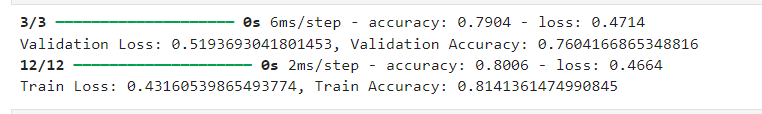 3/3 ━━━━━━━━━━━━━━━━━━━━ 0s 6ms/step - accuracy: 0.7904 - loss: 0.4714
Validation Loss: 0.5193693041801453, Validation Accuracy: 0.7604166865348816
12/12 ━━━━━━━━━━━━━━━━━━━━ 0s 2ms/step - accuracy: 0.8006 - loss: 0.4664
Train Loss: 0.43160539865493774, Train Accuracy: 0.8141361474990845